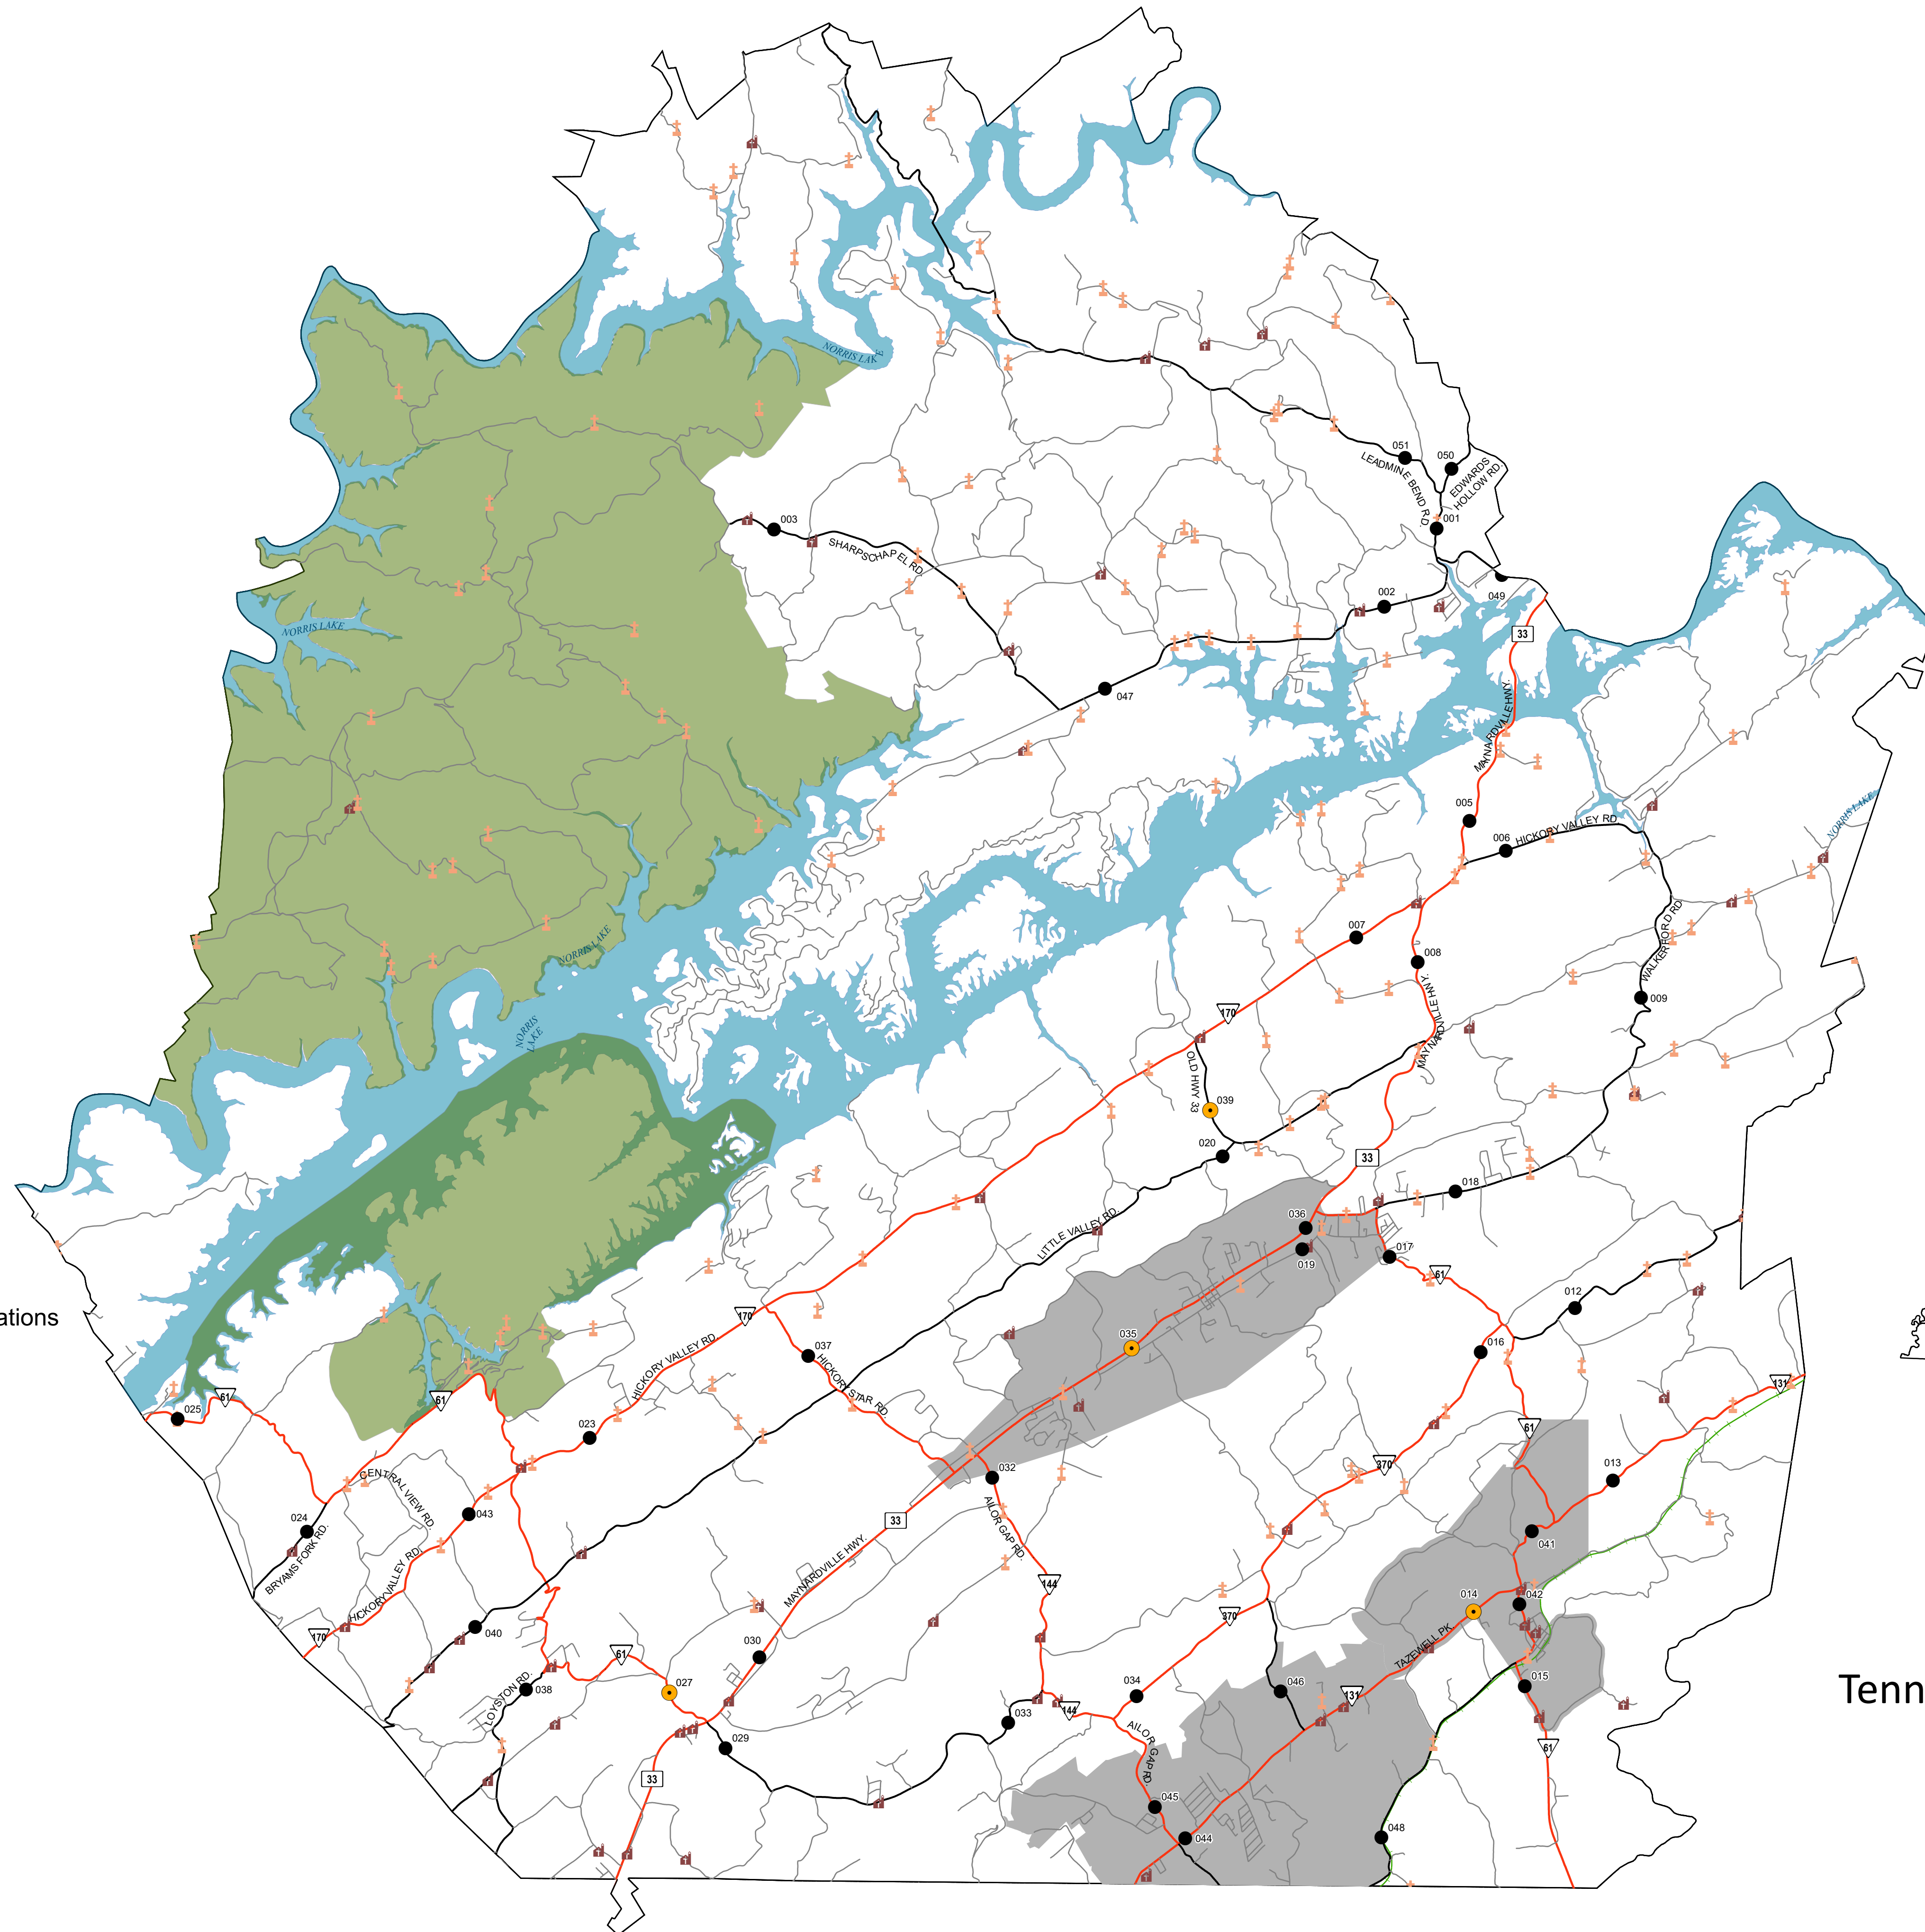 NORRIS LAKE
051
050
LEADMINE BEND RD.
EDWARDS
HOLLOW RD.
001
003
SHARPSCHAPEL RD.
002
049
33
NORRIS LAKE
047
MAYNARDVILLE HWY.
005
006
HICKORY VALLEY RD
NORRIS LAKE
007
008
WALKERFORD RD.
NORRIS LAKE
009
170
MAYNARDVILLE HWY.
NORRIS
LAKE
OLD HWY 33
039
020
33
018
036
LITTLE VALLEY RD.
017
019
61
012
ations
170
035
016
037
HICKORY VALLEY RD.
HICKORY STAR RD.
131
61
61
025
61
023
370
013
032
CENTRAL VIEW RD.
043
33
024
AILOR GAP RD.
041
BRYAMS FORK RD.
HICKORY VALLEY RD.
MAYNARDVILLE HWY.
144
014
042
370
170
040
TAZEWELL PK.
030
61
034
046
015
027
038
131
Tenn
LOYSTON RD.
144
033
AILOR GAP RD.
029
61
33
045
044
048